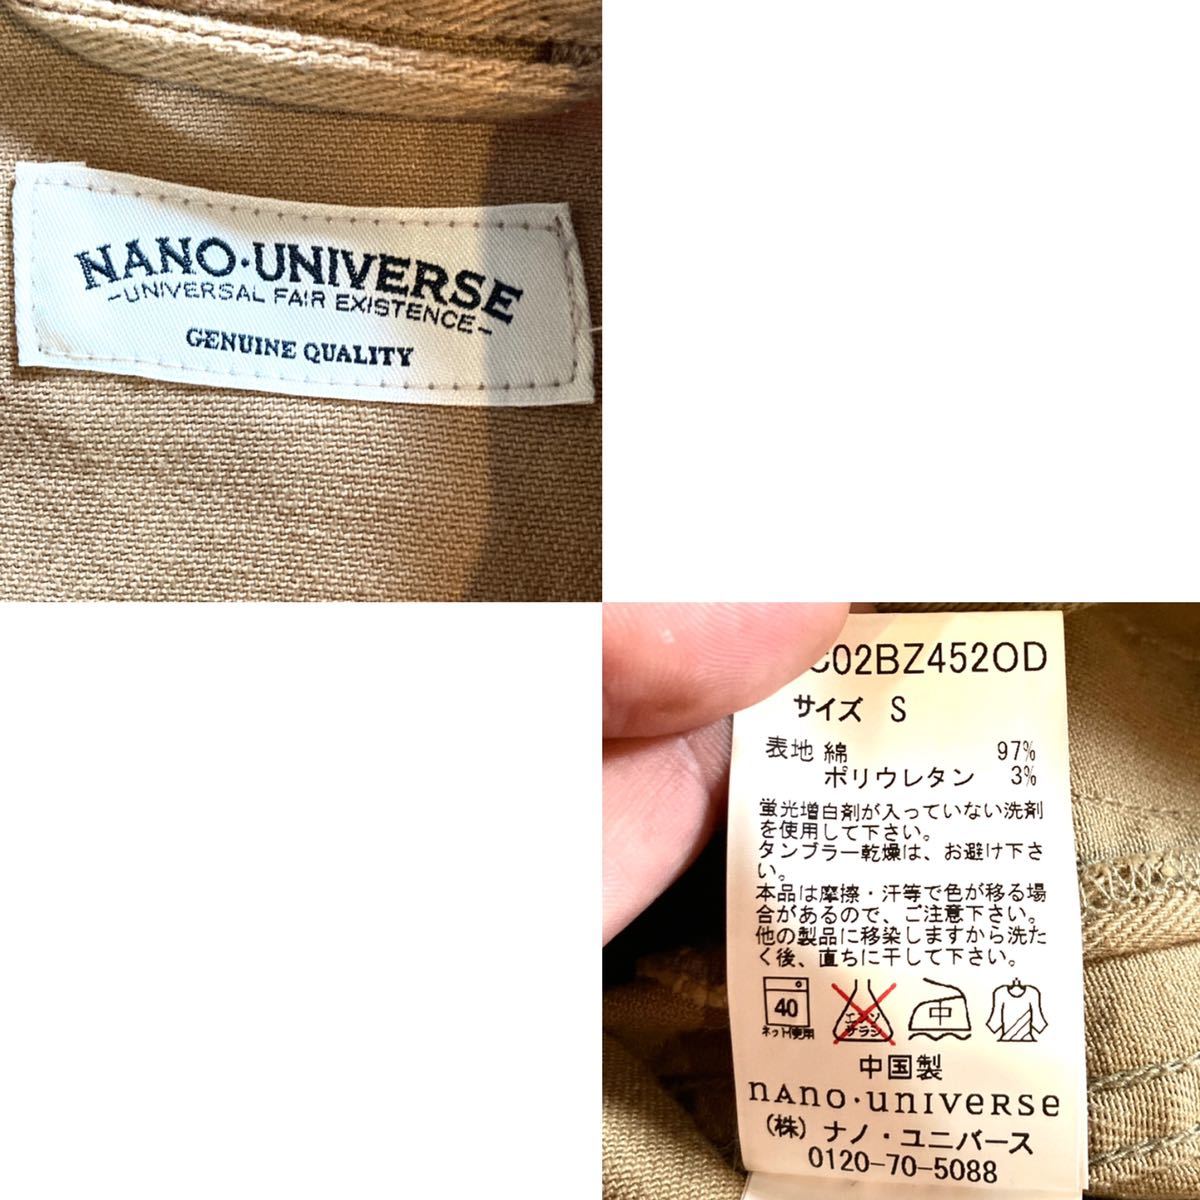 NANO·UNIVERSE
-UNIVERSAL FAIR EXISTENCE-
GENUINE QUALITY
C02BZ452OD
サイズ S
表地 綿 97%
ポリウレタン 3%
蛍光増白剤が入っていない洗剤
を使用して下さい。
タンブラー乾燥は、お避け下さ
い。
本品は摩擦・汗等で色が移る場
合があるので、ご注意下さい。
他の製品に移染しますから洗た
く後、直ちに干して下さい。
40
ネット使用
エンソ
サラシ
中
中国製
nano·universe
(株) ナノ・ユニバース
0120-70-5088